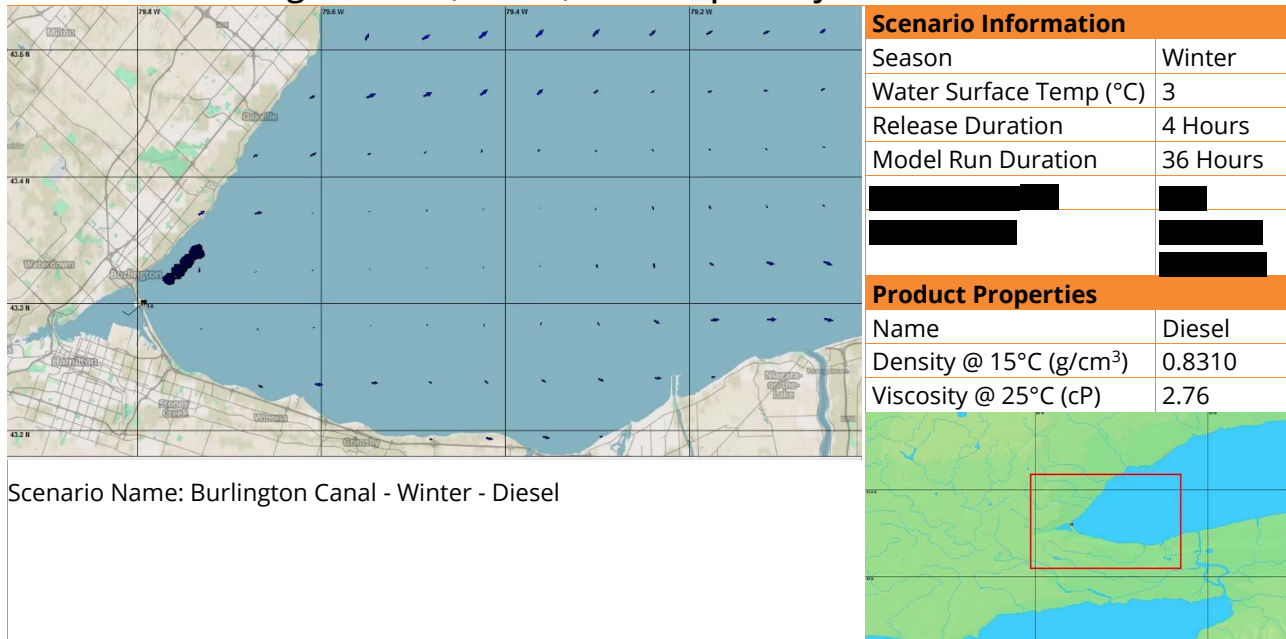 79.8 W 79.6 W 79.4 W 79.2 W
Milton
43.5 N
Oakville
43.4 N
Waterdown
Burlington
43.3 N
14
Hamilton
Stoney
Creek
Winona
Grimsby
Niagara-
on-the-
Lake
43.2 N
Scenario Name: Burlington Canal - Winter - Diesel
Scenario Information
Season Winter
Water Surface Temp (°C) 3
Release Duration 4 Hours
Model Run Duration 36 Hours
Product Properties
Name Diesel
Density @ 15°C (g/cm³) 0.8310
Viscosity @ 25°C (cP) 2.76